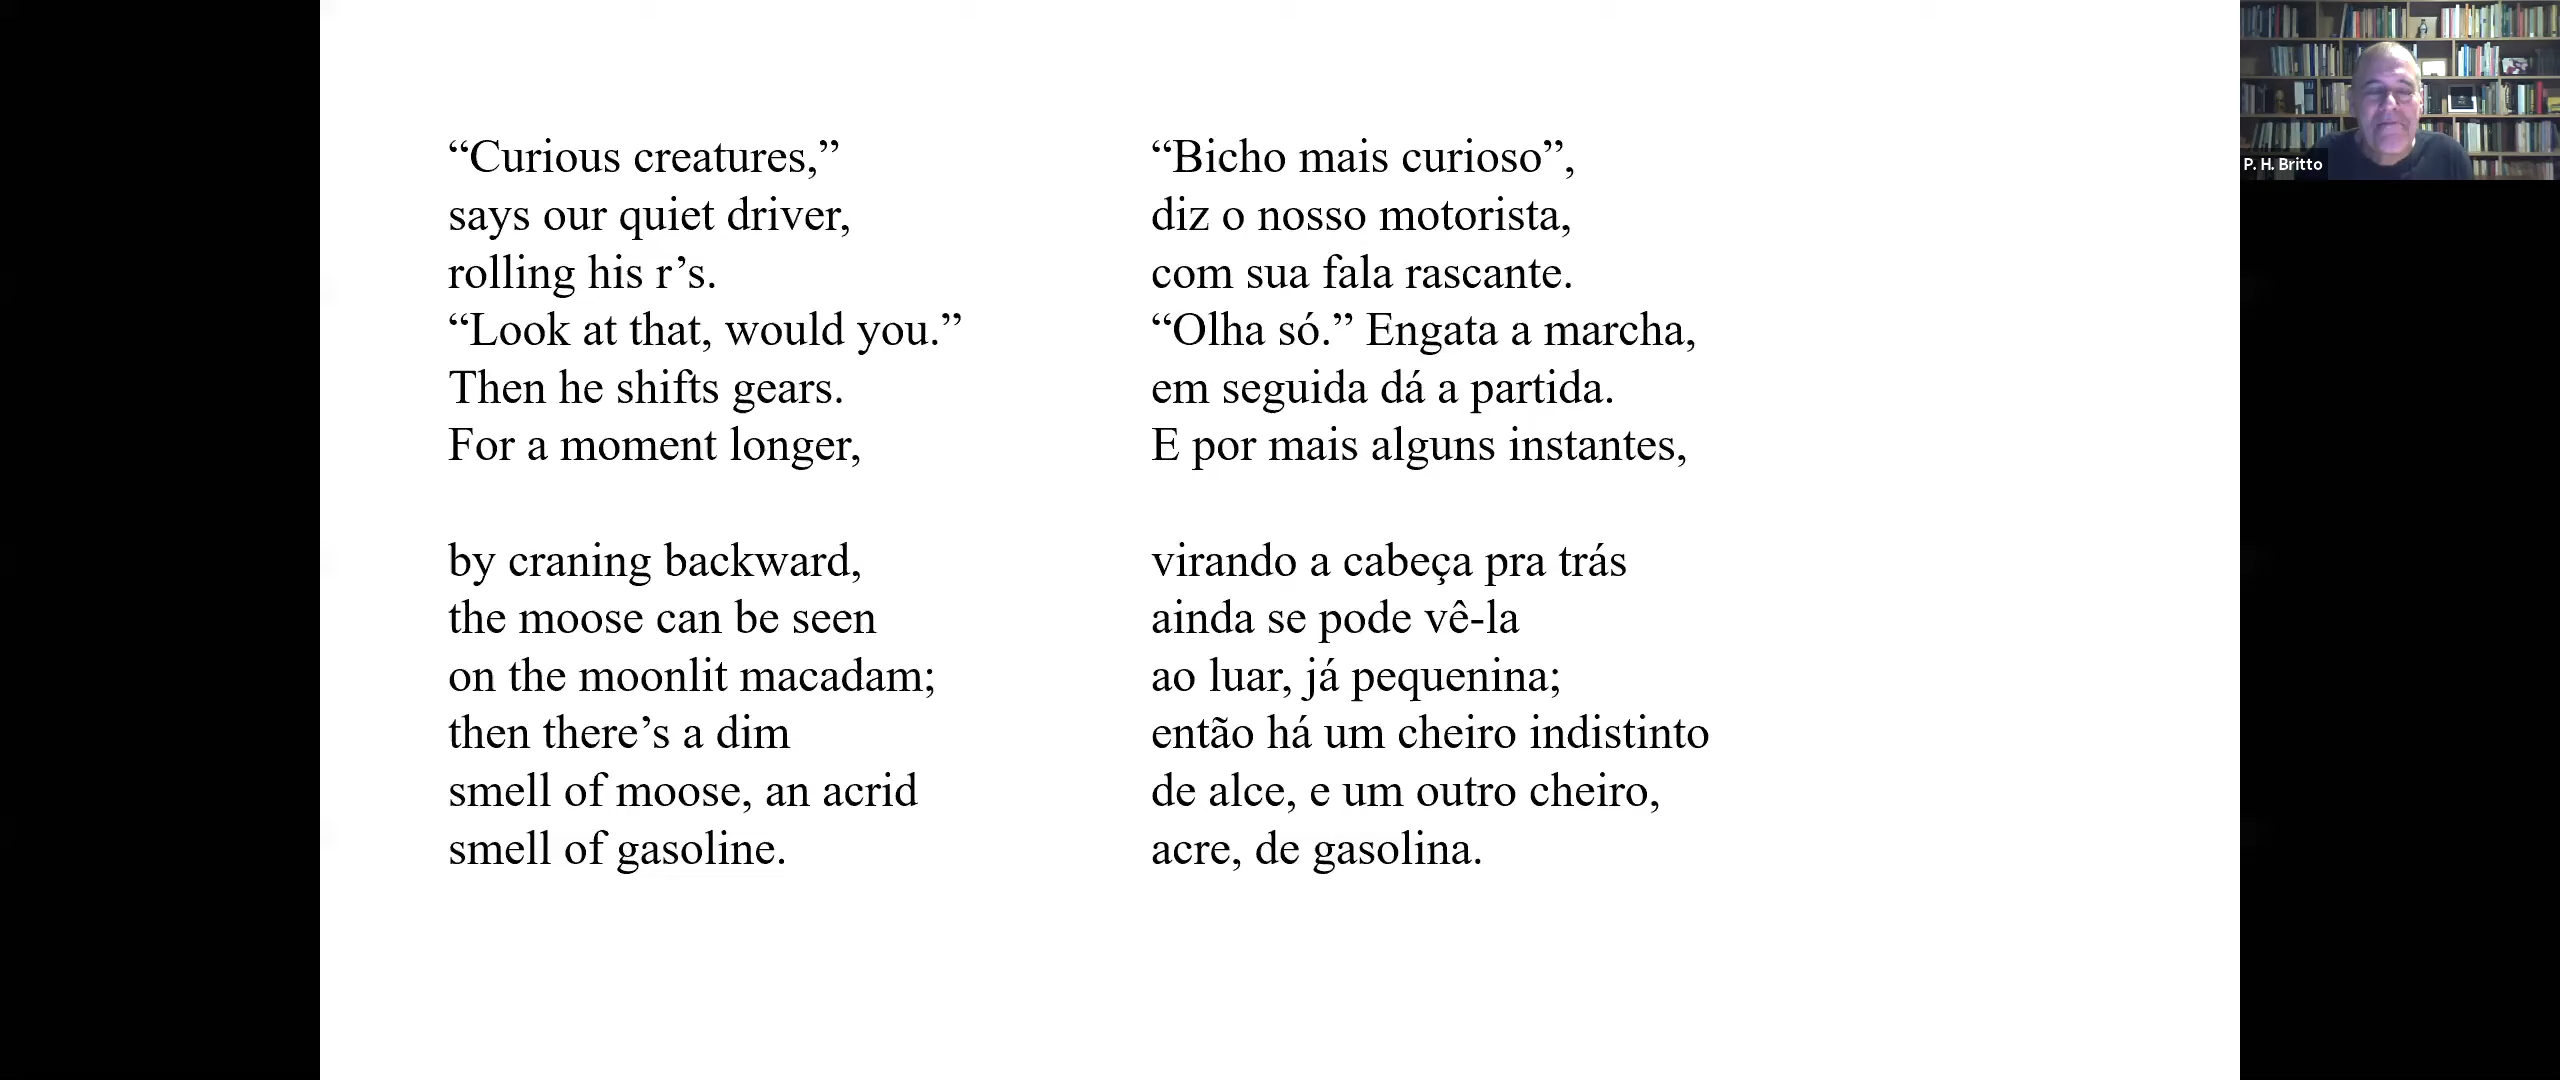 “Curious creatures,”
says our quiet driver,
rolling his r’s.
“Look at that, would you.”
Then he shifts gears.
For a moment longer,
by craning backward,
the moose can be seen
on the moonlit macadam;
then there’s a dim
smell of moose, an acrid
smell of gasoline.
“Bicho mais curioso”,
diz o nosso motorista,
com sua fala rascante.
“Olha só.” Engata a marcha,
em seguida dá a partida.
E por mais alguns instantes,
virando a cabeça pra trás
ainda se pode vê-la
ao luar, já pequenina;
então há um cheiro indistinto
de alce, e um outro cheiro,
acre, de gasolina.
P. H. Britto